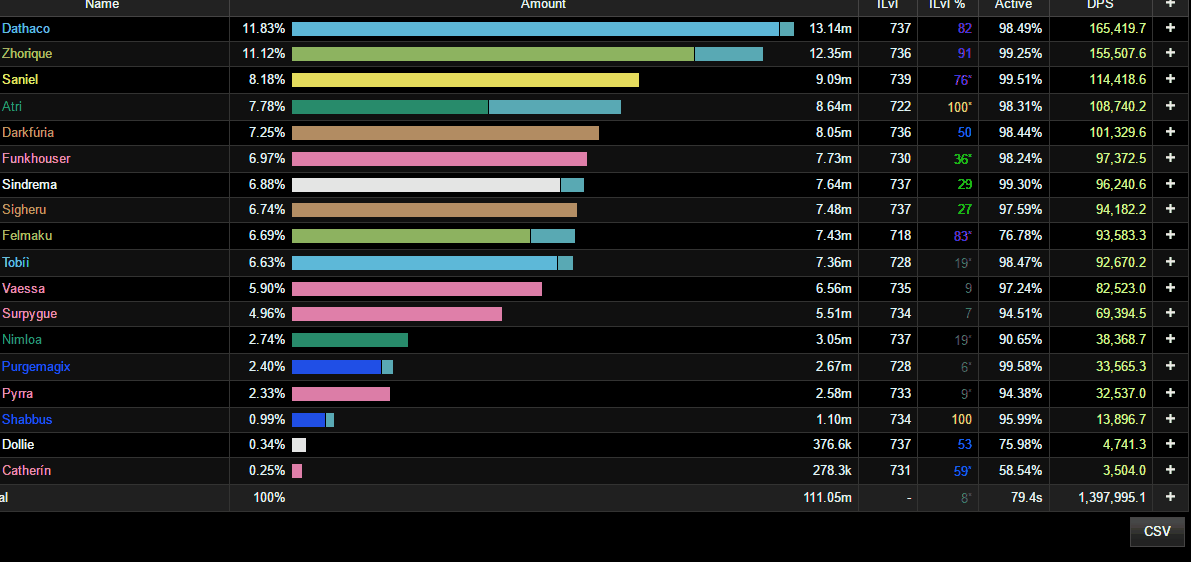 Name Amount ILvl ILvl % Active DPS +
Dathaco 11.83% 13.14m 737 82 98.49% 165,419.7 +
Zhorique 11.12% 12.35m 736 91 99.25% 155,507.6 +
Saniel 8.18% 9.09m 739 76* 99.51% 114,418.6 +
Atri 7.78% 8.64m 722 100* 98.31% 108,740.2 +
Darkfúria 7.25% 8.05m 736 50 98.44% 101,329.6 +
Funkhouser 6.97% 7.73m 730 36* 98.24% 97,372.5 +
Sindrema 6.88% 7.64m 737 29 99.30% 96,240.6 +
Sigheru 6.74% 7.48m 737 27 97.59% 94,182.2 +
Felmaku 6.69% 7.43m 718 83* 76.78% 93,583.3 +
Tobíì 6.63% 7.36m 728 19* 98.47% 92,670.2 +
Vaessa 5.90% 6.56m 735 9 97.24% 82,523.0 +
Surpygue 4.96% 5.51m 734 7 94.51% 69,394.5 +
Nimloa 2.74% 3.05m 737 19* 90.65% 38,368.7 +
Purgemagix 2.40% 2.67m 728 6* 99.58% 33,565.3 +
Pyrra 2.33% 2.58m 733 9* 94.38% 32,537.0 +
Shabbus 0.99% 1.10m 734 100 95.99% 13,896.7 +
Dollie 0.34% 376.6k 737 53 75.98% 4,741.3 +
Catherín 0.25% 278.3k 731 59* 58.54% 3,504.0 +
al 100% 111.05m - 8* 79.4s 1,397,995.1 +
CSV